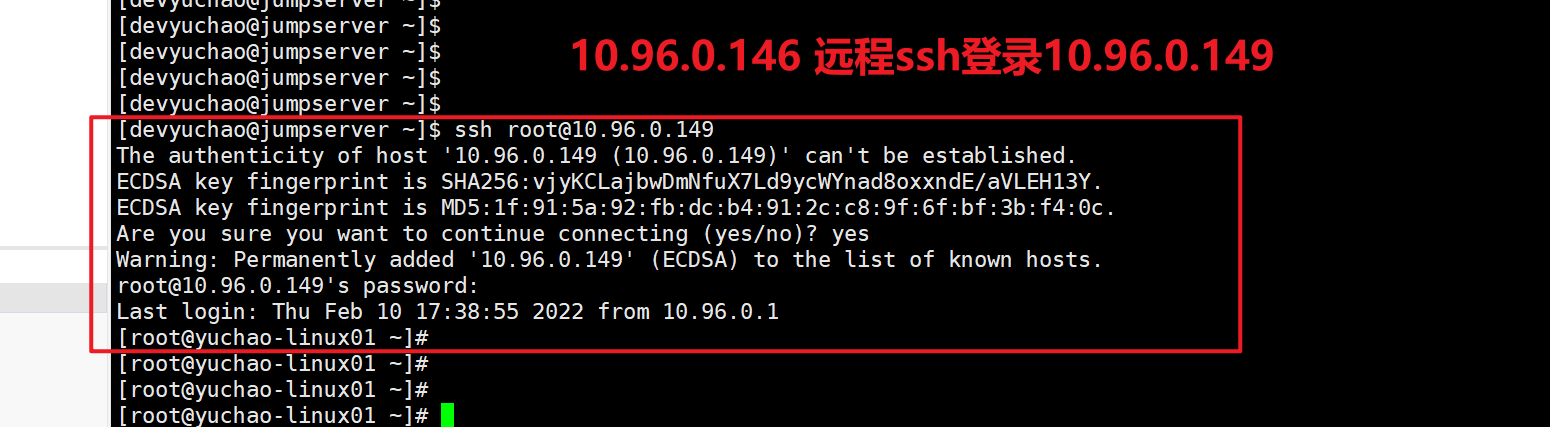 [devyuchao@jumpserver ~]$
[devyuchao@jumpserver ~]$
10.96.0.146 远程ssh登录10.96.0.149
[devyuchao@jumpserver ~]$
[devyuchao@jumpserver ~]$
[devyuchao@jumpserver ~]$
[devyuchao@jumpserver ~]$ ssh root@10.96.0.149
The authenticity of host '10.96.0.149 (10.96.0.149)' can't be established.
ECDSA key fingerprint is SHA256:vjyKCLajbwDmNfuX7Ld9ycWYnad8oxxndE/aVLEH13Y.
ECDSA key fingerprint is MD5:1f:91:5a:92:fb:dc:b4:91:2c:c8:9f:6f:bf:3b:f4:0c.
Are you sure you want to continue connecting (yes/no)? yes
Warning: Permanently added '10.96.0.149' (ECDSA) to the list of known hosts.
root@10.96.0.149's password:
Last login: Thu Feb 10 17:38:55 2022 from 10.96.0.1
[root@yuchao-linux01 ~]#
[root@yuchao-linux01 ~]#
[root@yuchao-linux01 ~]#
[root@yuchao-linux01 ~]#